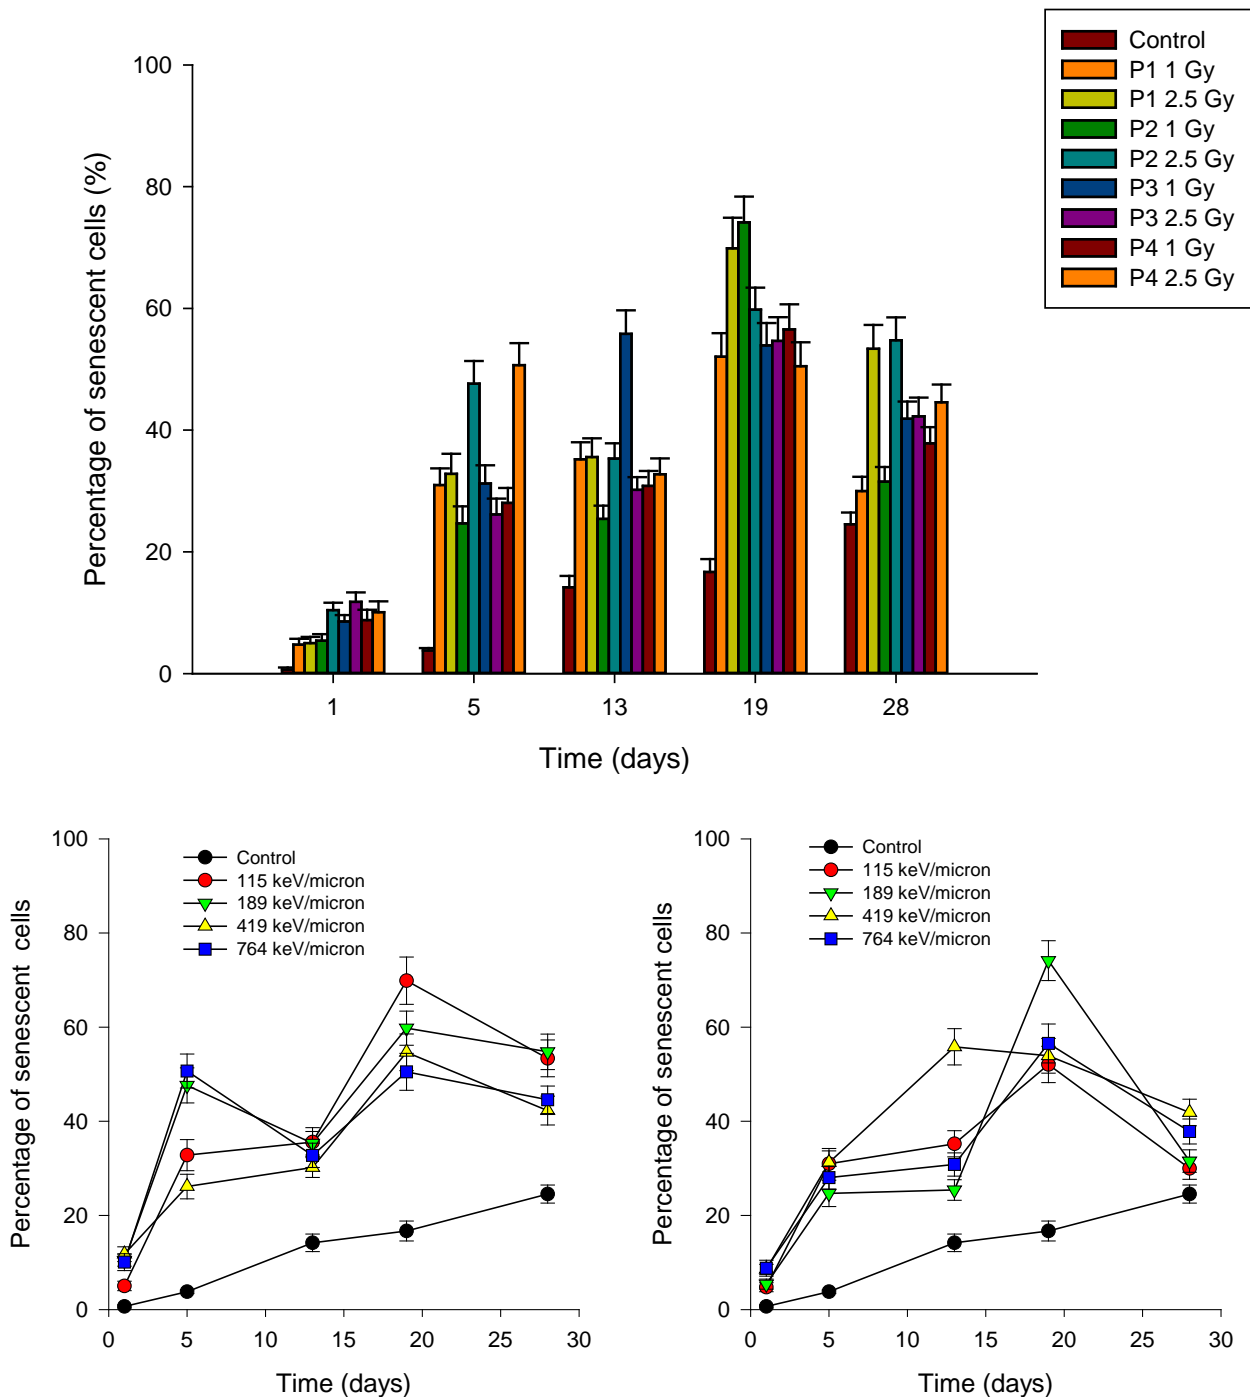 Control
P1 1 Gy
P1 2.5 Gy
P2 1 Gy
P2 2.5 Gy
P3 1 Gy
P3 2.5 Gy
P4 1 Gy
P4 2.5 Gy
Percentage of senescent cells (%)
100
80
60
40
20
0
1 5 13 19 28
Time (days)
Percentage of senescent cells
100
80
60
40
20
0
Control
115 keV/micron
189 keV/micron
419 keV/micron
764 keV/micron
0 5 10 15 20 25 30
Time (days)
Percentage of senescent cells
100
80
60
40
20
0
Control
115 keV/micron
189 keV/micron
419 keV/micron
764 keV/micron
0 5 10 15 20 25 30
Time (days)